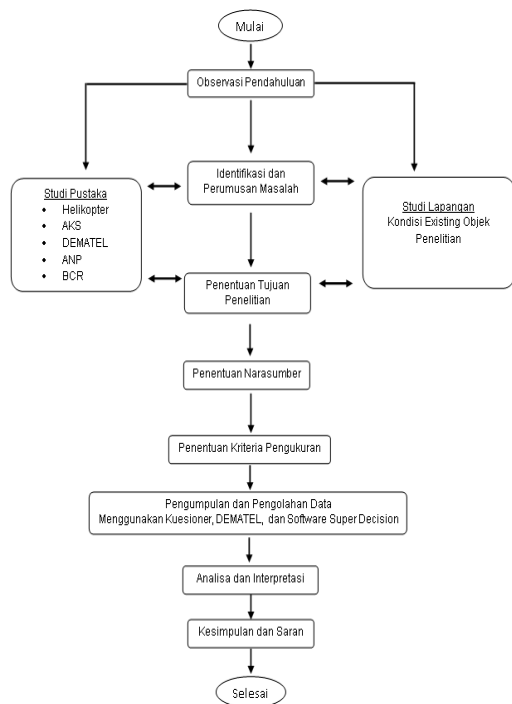 Mulai
Observasi Pendahuluan
Identifikasi dan
Perumusan Masalah
Studi Pustaka
• Helikopter
• AKS
• DEMATEL
• ANP
• BCR
Studi Lapangan
Kondisi Existing Objek
Penelitian
Penentuan Tujuan
Penelitian
Penentuan Narasumber
Penentuan Kriteria Pengukuran
Pengumpulan dan Pengolahan Data
Menggunakan Kuesioner, DEMATEL, dan Software Super Decision
Analisa dan Interpretasi
Kesimpulan dan Saran
Selesai